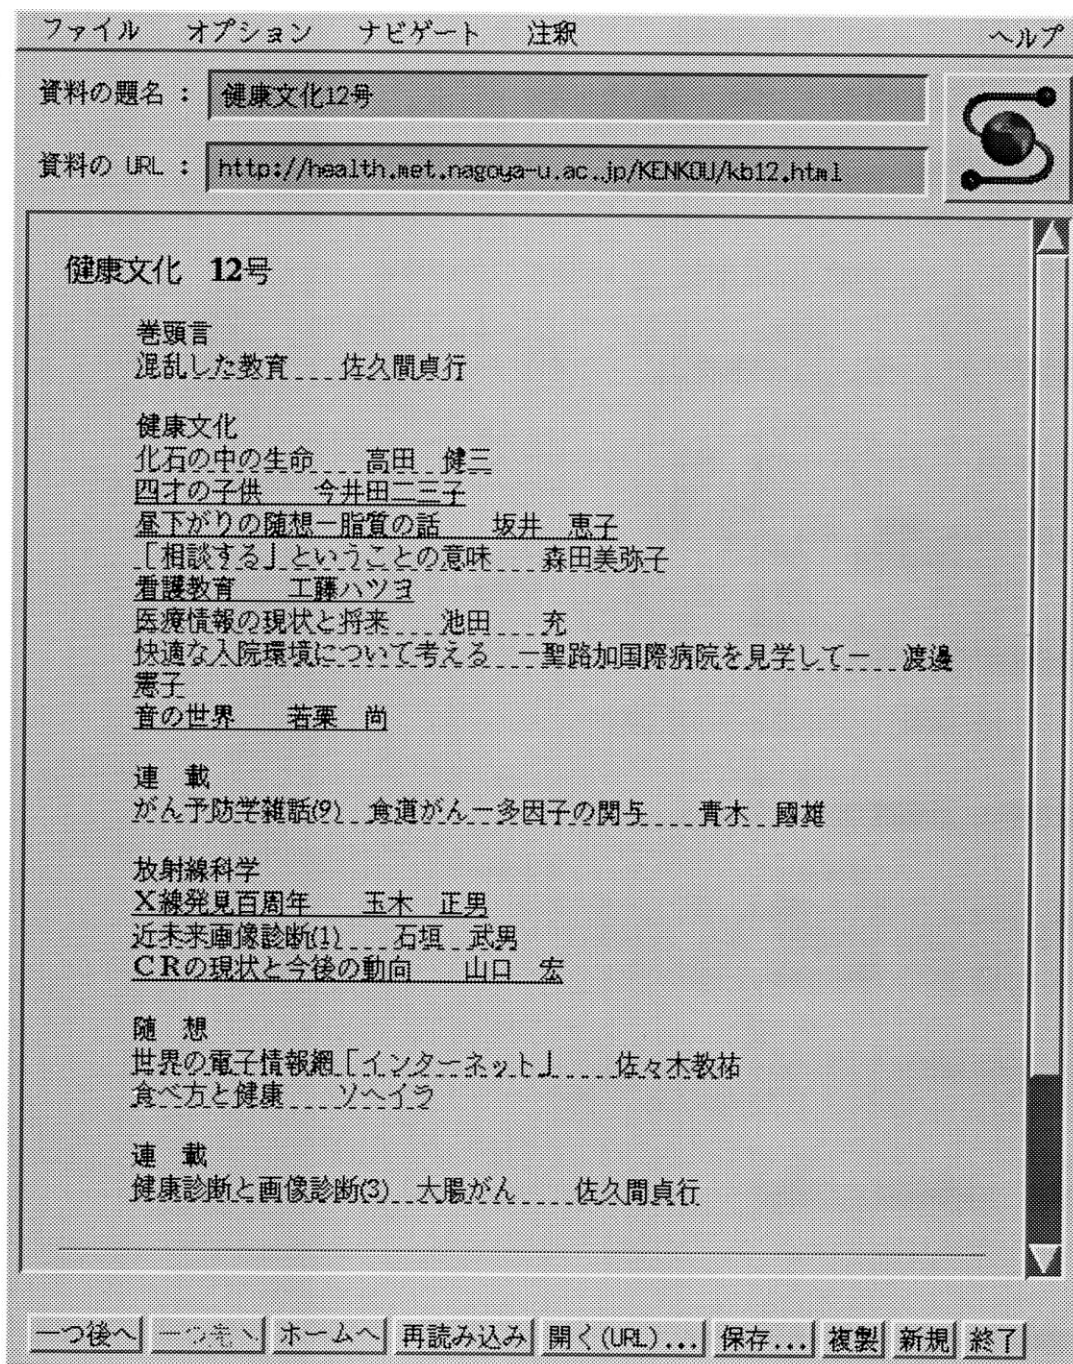 ファイル オプション ナビゲート 注釈 ヘルプ
資料の題名 : 健康文化12号
資料の URL : http://health.met.nagoya-u.ac.jp/KENKOU/kb12.html
健康文化 12号
巻頭言
混乱した教育 佐久間貞行
健康文化
化石の中の生命 高田 健三
四才の子供 今井田二三子
昼下がりの随想ー脂質の話 坂井 恵子
「相談する」ということの意味 森田美弥子
看護教育 工藤ハツヨ
医療情報の現状と将来 池田 充
快適な入院環境について考える ー聖路加国際病院を見学してー 渡邊
憲子
音の世界 若栗 尚
連 載
がん予防学雑話(9) 食道がんー多因子の関与 青木 國雄
放射線科学
X線発見百周年 玉木 正男
近未来画像診断(1) 石垣 武男
CRの現状と今後の動向 山口 宏
随 想
世界の電子情報網「インターネット」 佐々木教祐
食べ方と健康 ソヘイラ
連 載
健康診断と画像診断(3) 大腸がん 佐久間貞行
一つ後へ 一つ先へ ホームへ 再読み込み 開く(URL)... 保存... 複製 新規 終了